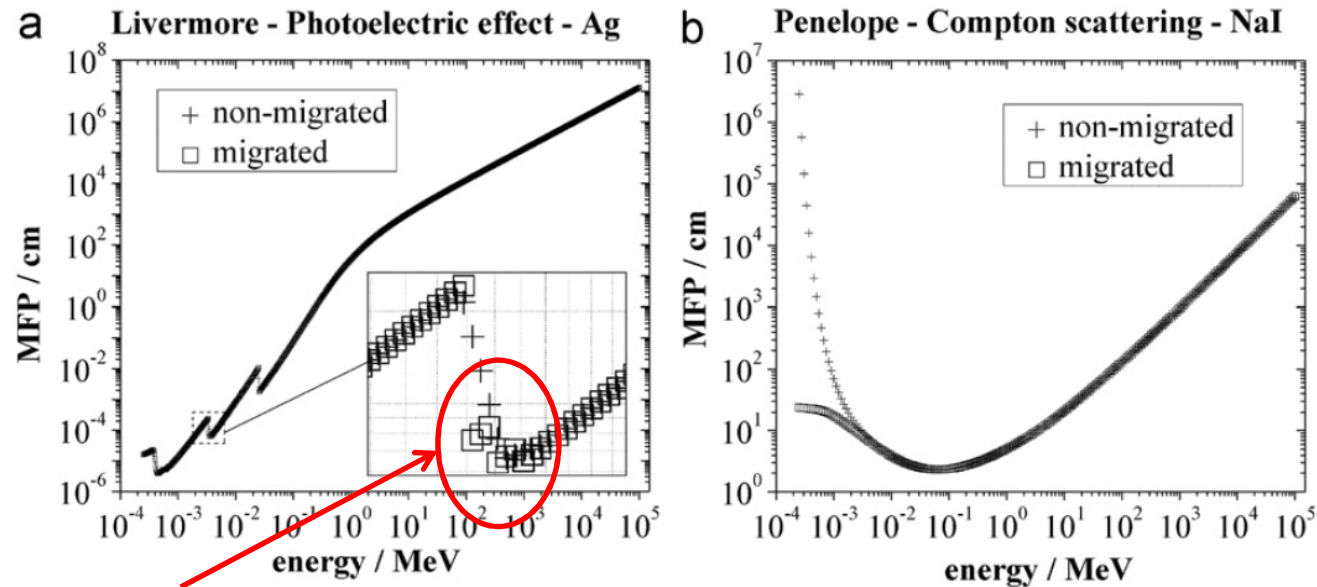 a Livermore - Photoelectric effect - Ag
MFP / cm
10^8
10^6
10^4
10^2
10^0
10^-2
10^-4
10^-6
+ non-migrated
□ migrated
10^-4 10^-3 10^-2 10^-1 10^0 10^1 10^2 10^3 10^4 10^5
energy / MeV
b Penelope - Compton scattering - NaI
MFP / cm
10^7
10^6
10^5
10^4
10^3
10^2
10^1
10^0
+ non-migrated
□ migrated
10^-4 10^-3 10^-2 10^-1 10^0 10^1 10^2 10^3 10^4 10^5
energy / MeV